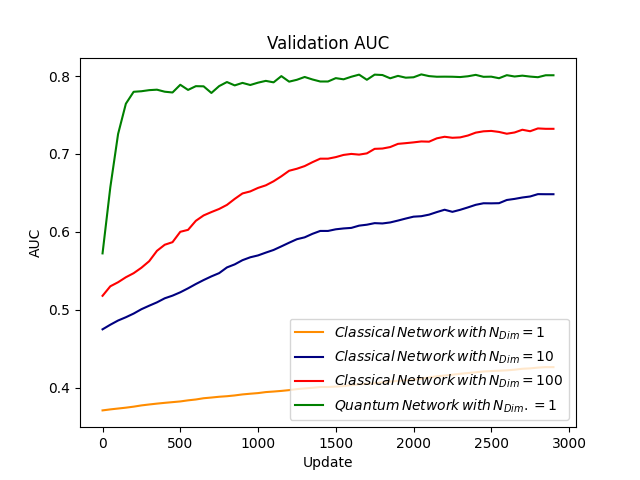 Validation AUC
0.8
0.7
0.6
0.5
0.4
AUC
Classical Network with N_Dim = 1
Classical Network with N_Dim = 10
Classical Network with N_Dim = 100
Quantum Network with N_Dim. = 1
0 500 1000 1500 2000 2500 3000
Update